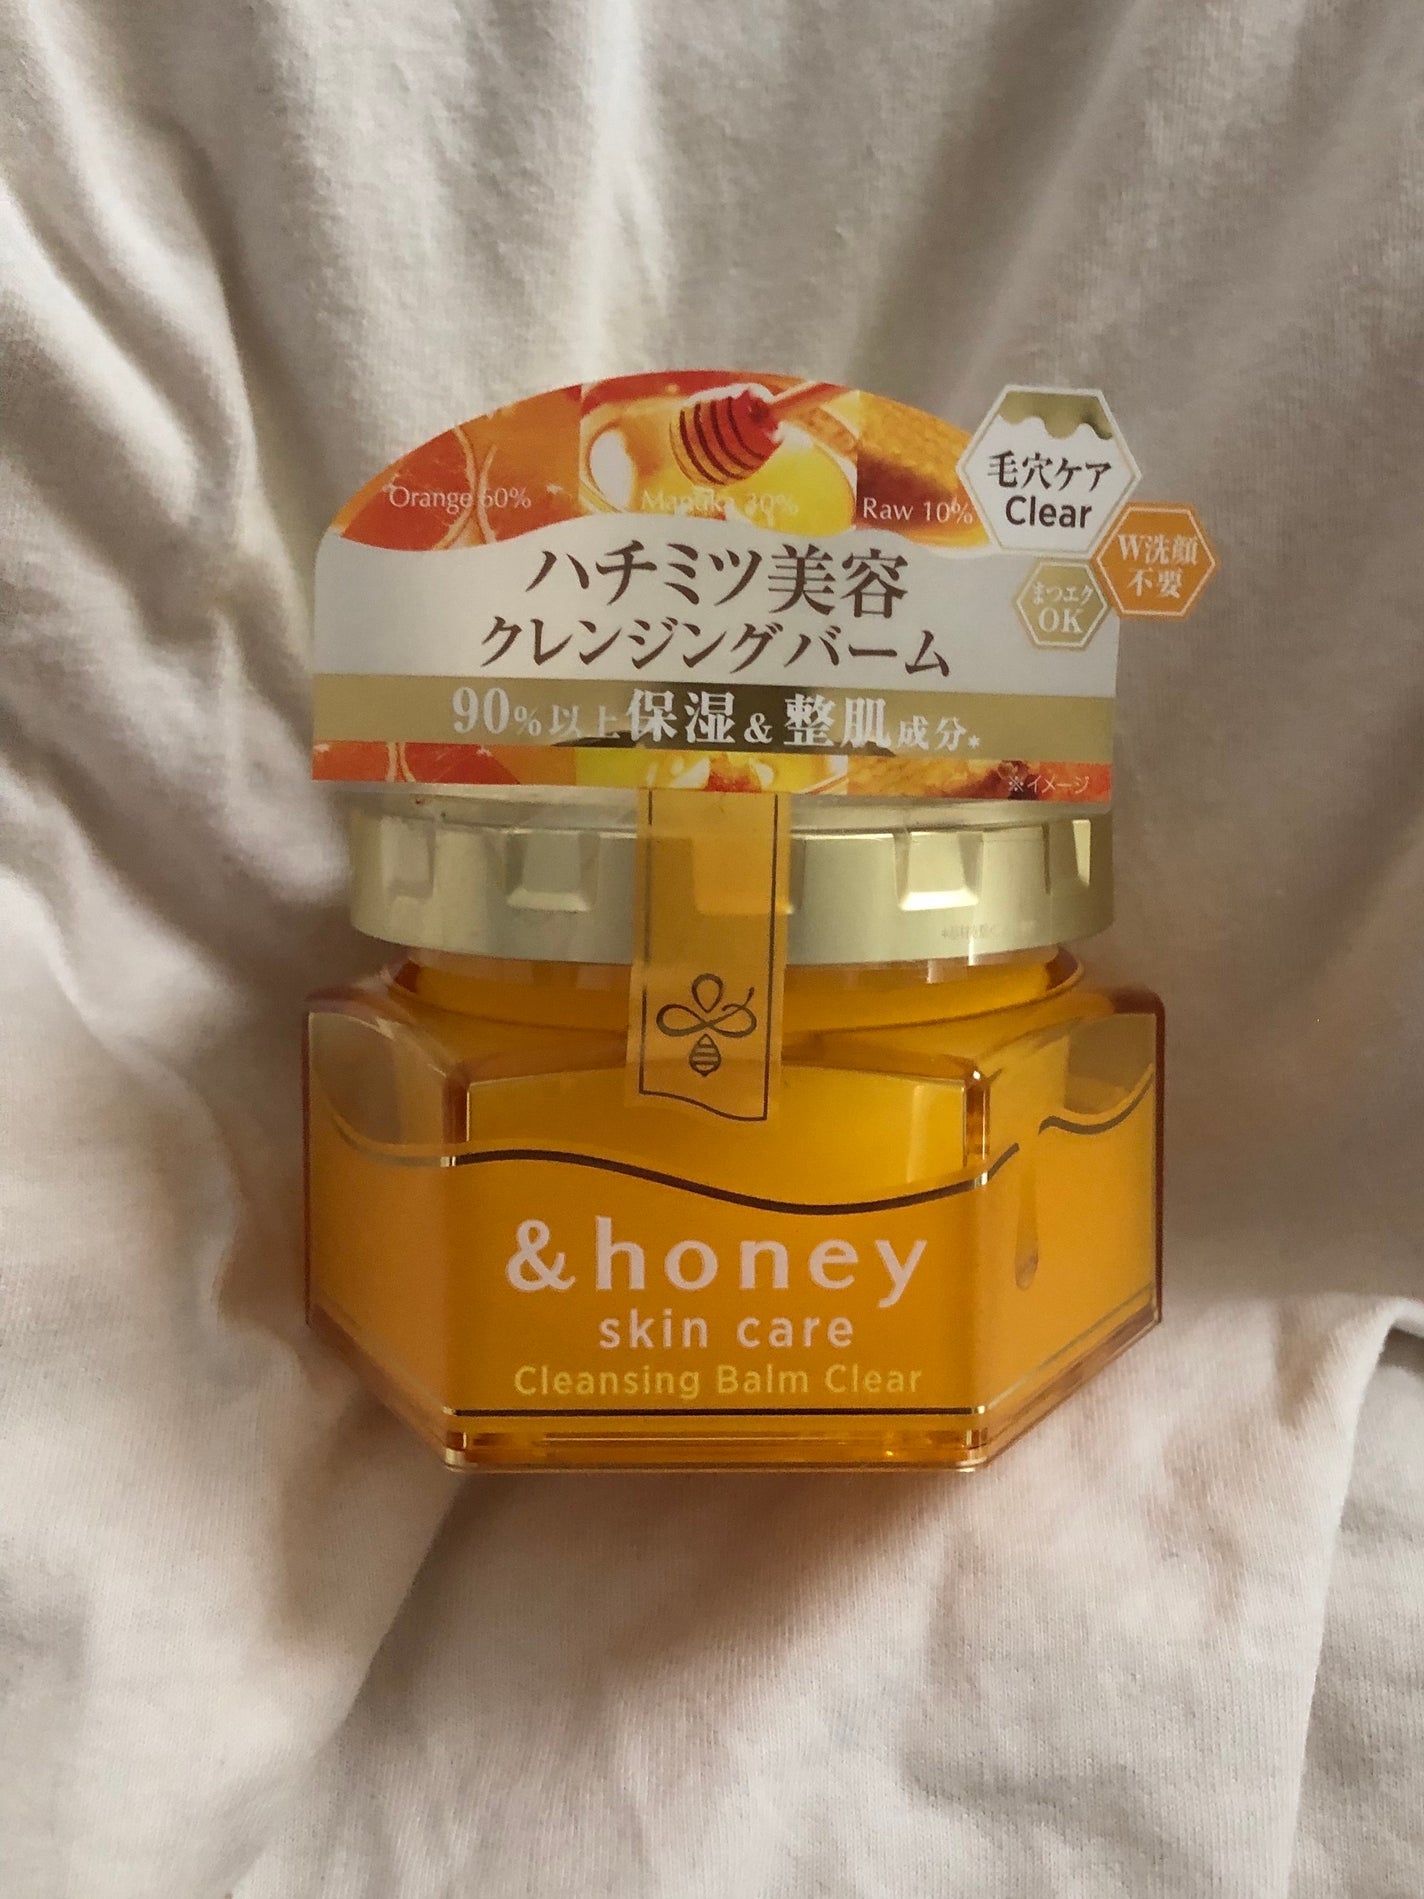 Orange 60%
Manuka 30%
Raw 10%
毛穴ケア
Clear
W洗顔
不要
まつエク
OK
ハチミツ美容
クレンジングバーム
90%以上保湿&整肌成分*
※イメージ
&honey
skin care
Cleansing Balm Clear